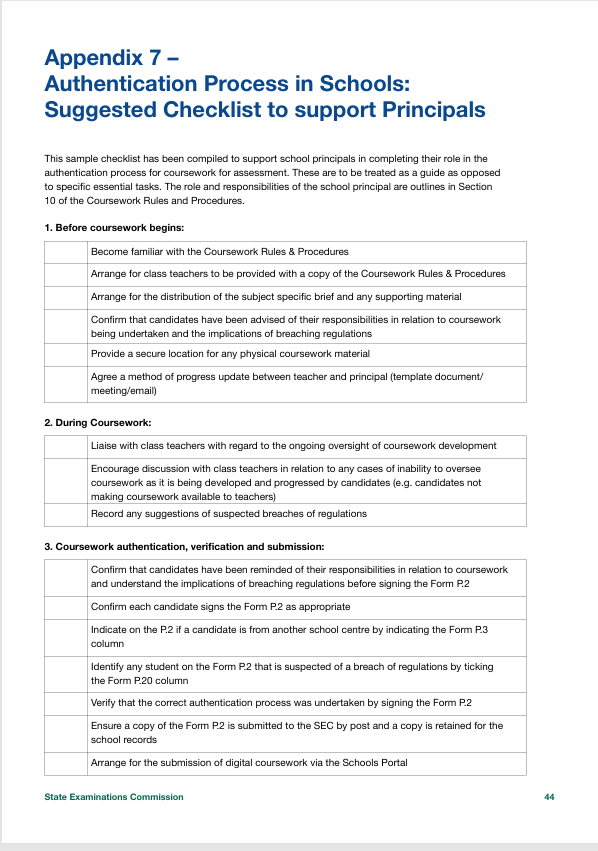 Appendix 7 –
Authentication Process in Schools:
Suggested Checklist to support Principals
This sample checklist has been compiled to support school principals in completing their role in the
authentication process for coursework for assessment. These are to be treated as a guide as opposed
to specific essential tasks. The role and responsibilities of the school principal are outlines in Section
10 of the Coursework Rules and Procedures.
1. Before coursework begins:
Become familiar with the Coursework Rules & Procedures
Arrange for class teachers to be provided with a copy of the Coursework Rules & Procedures
Arrange for the distribution of the subject specific brief and any supporting material
Confirm that candidates have been advised of their responsibilities in relation to coursework
being undertaken and the implications of breaching regulations
Provide a secure location for any physical coursework material
Agree a method of progress update between teacher and principal (template document/
meeting/email)
2. During Coursework:
Liaise with class teachers with regard to the ongoing oversight of coursework development
Encourage discussion with class teachers in relation to any cases of inability to oversee
coursework as it is being developed and progressed by candidates (e.g. candidates not
making coursework available to teachers)
Record any suggestions of suspected breaches of regulations
3. Coursework authentication, verification and submission:
Confirm that candidates have been reminded of their responsibilities in relation to coursework
and understand the implications of breaching regulations before signing the Form P.2
Confirm each candidate signs the Form P.2 as appropriate
Indicate on the P.2 if a candidate is from another school centre by indicating the Form P.3
column
Identify any student on the Form P.2 that is suspected of a breach of regulations by ticking
the Form P.20 column
Verify that the correct authentication process was undertaken by signing the Form P.2
Ensure a copy of the Form P.2 is submitted to the SEC by post and a copy is retained for the
school records
Arrange for the submission of digital coursework via the Schools Portal
State Examinations Commission
44